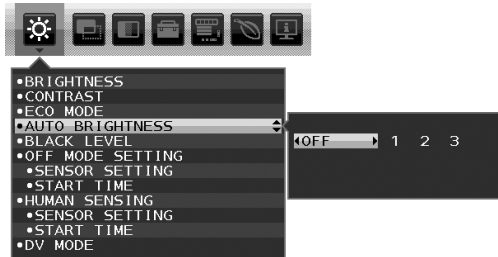 •BRIGHTNESS
•CONTRAST
•ECO MODE
•AUTO BRIGHTNESS
OFF 1 2 3
•BLACK LEVEL
•OFF MODE SETTING
•SENSOR SETTING
•START TIME
•HUMAN SENSING
•SENSOR SETTING
•START TIME
•DV MODE